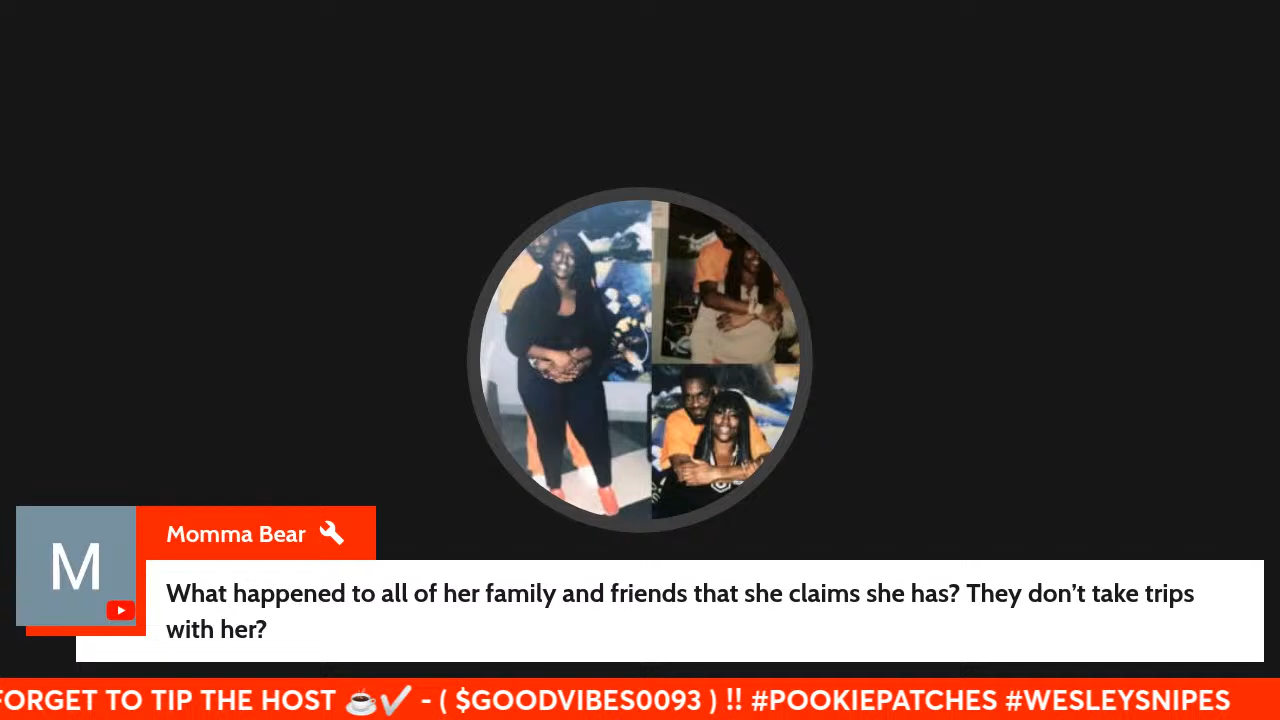 M
Momma Bear
What happened to all of her family and friends that she claims she has? They don’t take trips
with her?
FORGET TO TIP THE HOST ☕✔ - ( $GOODVIBES0093 ) !! #POOKIEPATCHES #WESLEYSNIPES